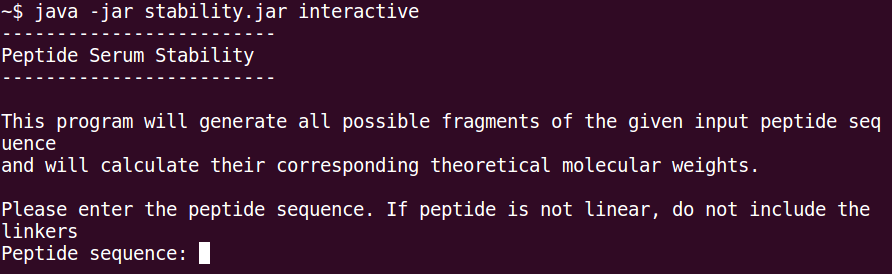 ~$ java -jar stability.jar interactive
-------------------------
Peptide Serum Stability
-------------------------
This program will generate all possible fragments of the given input peptide seq
uence
and will calculate their corresponding theoretical molecular weights.
Please enter the peptide sequence. If peptide is not linear, do not include the
linkers
Peptide sequence: